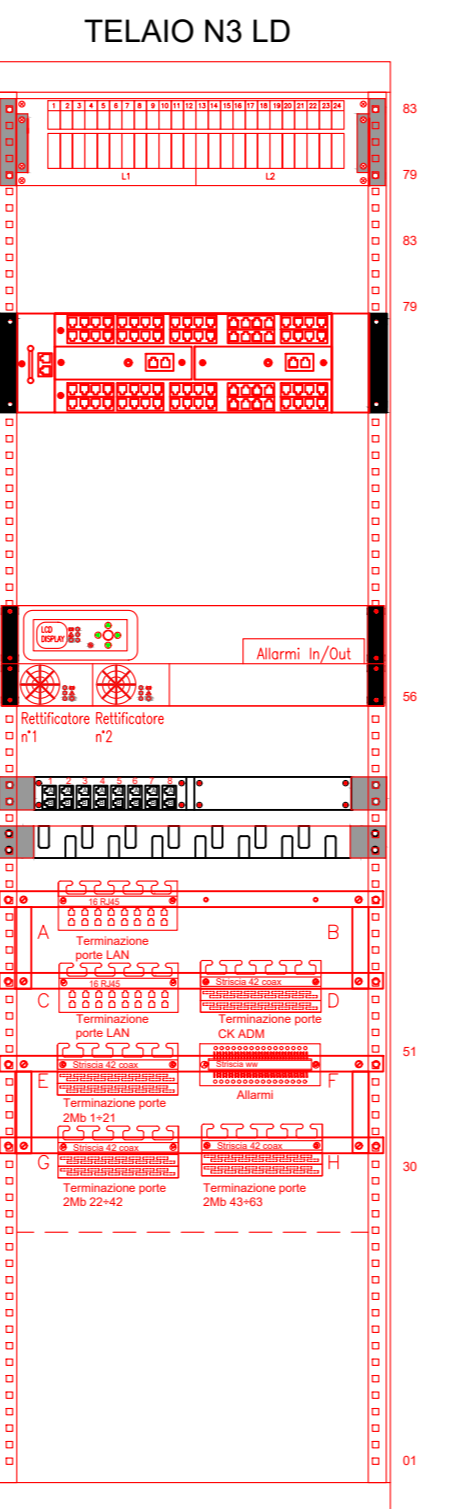 TELAIO N3 LD
1 2 3 4 5 6 7 8 9 10 11 12 13 14 15 16 17 18 19 20 21 22 23 24
83
L1 L2
79
83
79
LCD
DISPLAY
Allarmi In/Out
56
Rettificatore Rettificatore
n°1 n°2
1 2 3 4 5 6 7 8
16 RJ45
A B
Terminazione
porte LAN
16 RJ45 Striscia 42 coax
C D
Terminazione Terminazione porte
porte LAN CK ADM
51
Striscia 42 coax Striscia ww
E F
Terminazione porte Allarmi
2Mb 1÷21
Striscia 42 coax Striscia 42 coax
G H
30
Terminazione porte Terminazione porte
2Mb 22÷42 2Mb 43÷63
01